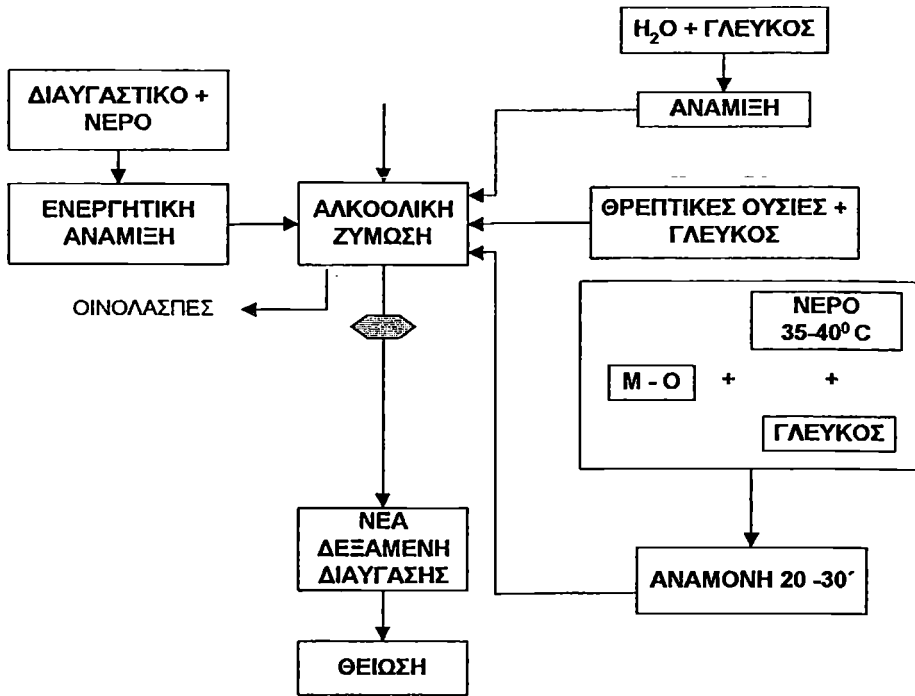 H₂O + ΓΛΕΥΚΟΣ
ΑΝΑΜΙΞΗ
ΔΙΑΥΓΑΣΤΙΚΟ +
ΝΕΡΟ
ΕΝΕΡΓΗΤΙΚΗ
ΑΝΑΜΙΞΗ
ΑΛΚΟΟΛΙΚΗ
ΖΥΜΩΣΗ
ΘΡΕΠΤΙΚΕΣ ΟΥΣΙΕΣ +
ΓΛΕΥΚΟΣ
ΟΙΝΟΛΑΣΠΕΣ
ΝΕΡΟ
35-40⁰ C
Μ - Ο + +
ΓΛΕΥΚΟΣ
ΝΕΑ
ΔΕΞΑΜΕΝΗ
ΔΙΑΥΓΑΣΗΣ
ΑΝΑΜΟΝΗ 20 -30΄
ΘΕΙΩΣΗ